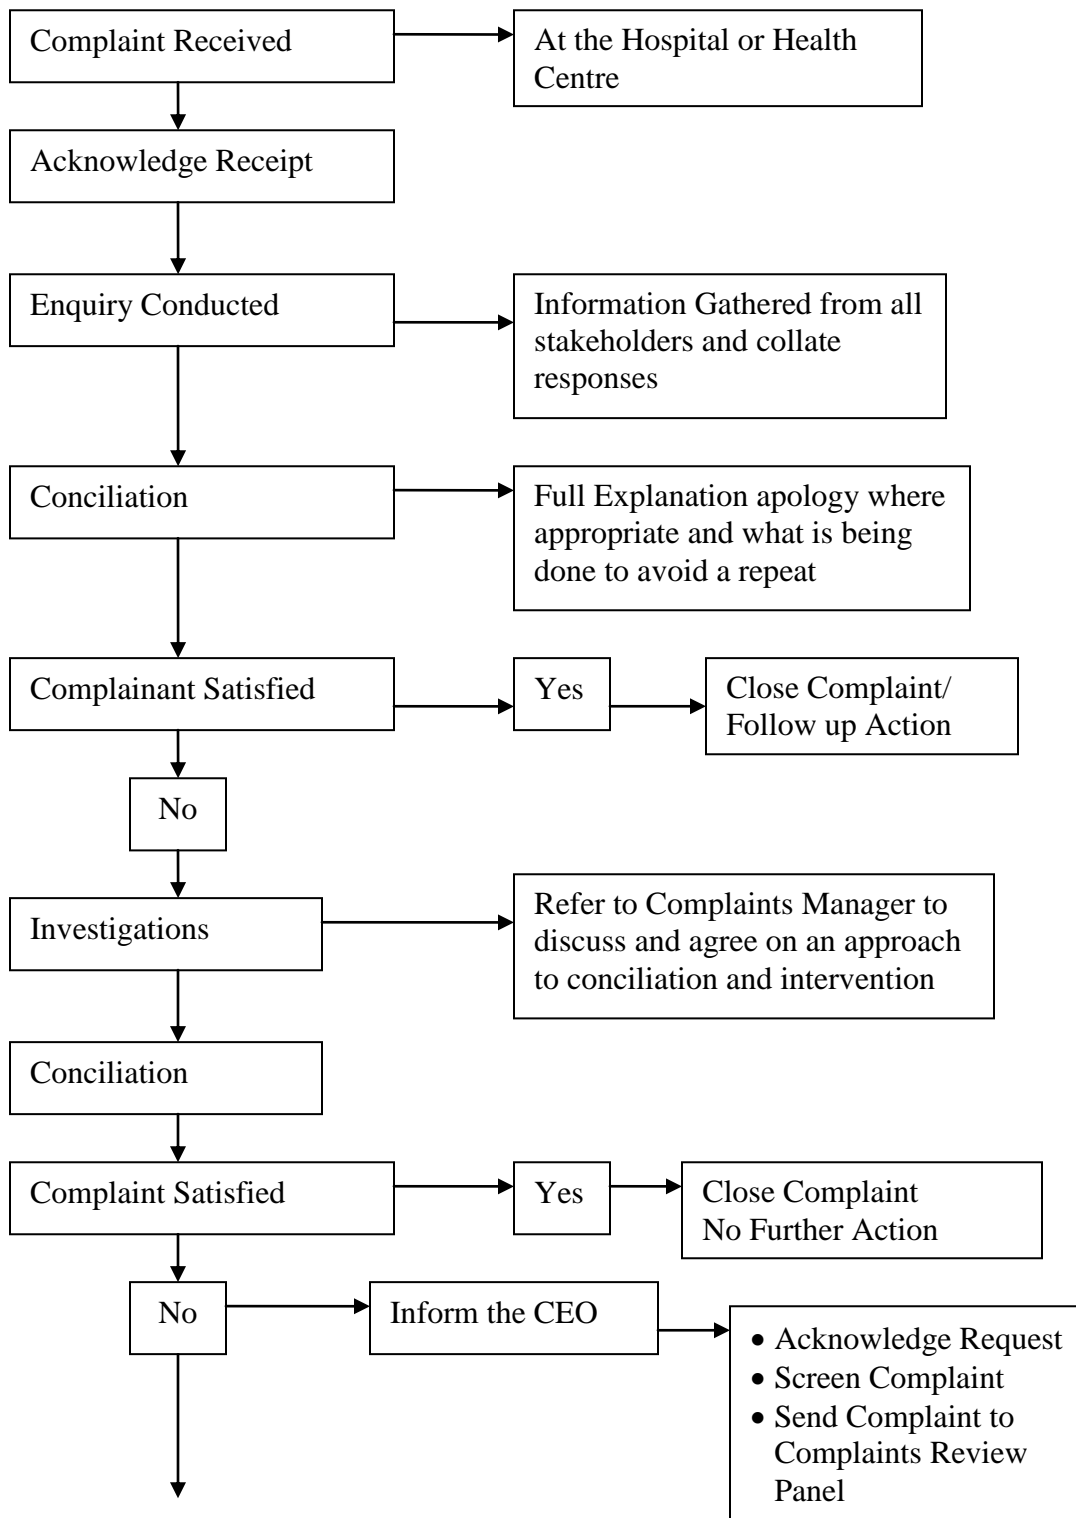 Complaint Received
At the Hospital or Health
Centre
Acknowledge Receipt
Enquiry Conducted
Information Gathered from all
stakeholders and collate
responses
Conciliation
Full Explanation apology where
appropriate and what is being
done to avoid a repeat
Complainant Satisfied
Yes
Close Complaint/
Follow up Action
No
Investigations
Refer to Complaints Manager to
discuss and agree on an approach
to conciliation and intervention
Conciliation
Complaint Satisfied
Yes
Close Complaint
No Further Action
No
Inform the CEO
• Acknowledge Request
• Screen Complaint
• Send Complaint to
Complaints Review
Panel